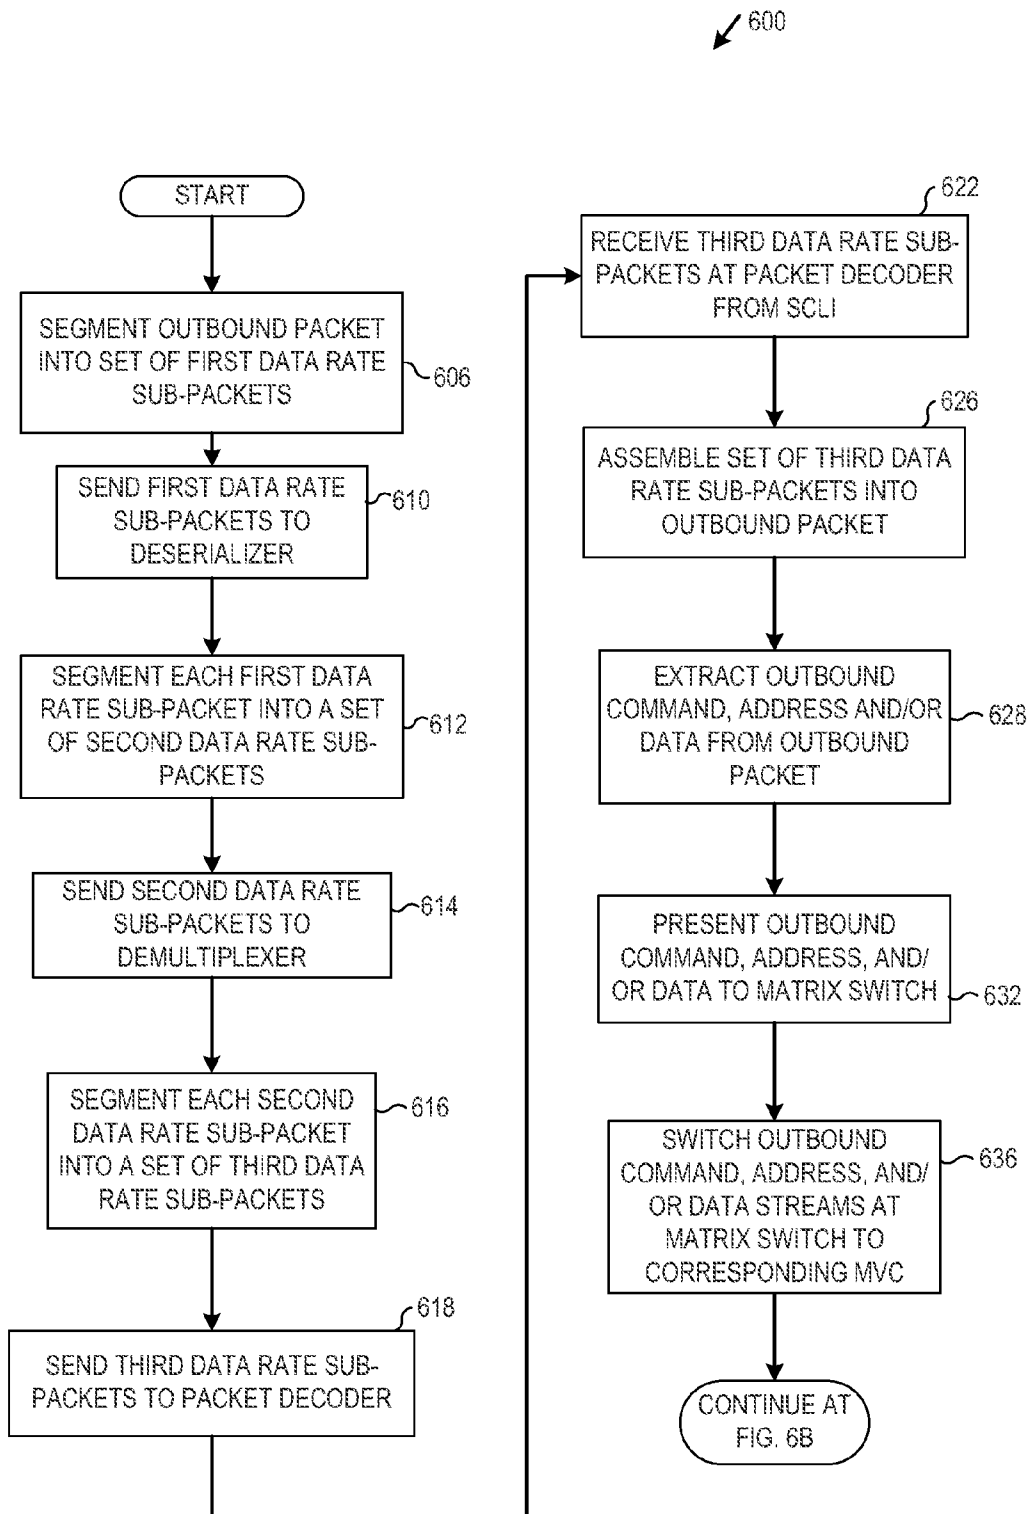 600
START
SEGMENT OUTBOUND PACKET
INTO SET OF FIRST DATA RATE
SUB-PACKETS
606
SEND FIRST DATA RATE
SUB-PACKETS TO
DESERIALIZER
610
SEGMENT EACH FIRST DATA
RATE SUB-PACKET INTO A SET
OF SECOND DATA RATE SUB-
PACKETS
612
SEND SECOND DATA RATE
SUB-PACKETS TO
DEMULTIPLEXER
614
SEGMENT EACH SECOND
DATA RATE SUB-PACKET
INTO A SET OF THIRD DATA
RATE SUB-PACKETS
616
618
SEND THIRD DATA RATE SUB-
PACKETS TO PACKET DECODER
622
RECEIVE THIRD DATA RATE SUB-
PACKETS AT PACKET DECODER
FROM SCLI
626
ASSEMBLE SET OF THIRD DATA
RATE SUB-PACKETS INTO
OUTBOUND PACKET
EXTRACT OUTBOUND
COMMAND, ADDRESS AND/OR
DATA FROM OUTBOUND
PACKET
628
PRESENT OUTBOUND
COMMAND, ADDRESS, AND/
OR DATA TO MATRIX SWITCH
632
SWITCH OUTBOUND
COMMAND, ADDRESS, AND/
OR DATA STREAMS AT
MATRIX SWITCH TO
CORRESPONDING MVC
636
CONTINUE AT
FIG. 6B